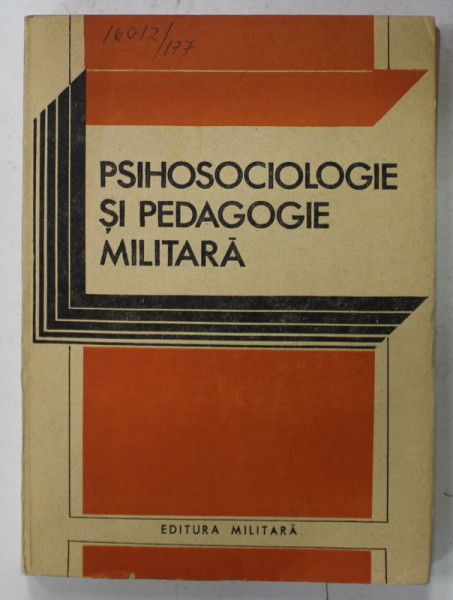 16012/177
PSIHOSOCIOLOGIE
ȘI PEDAGOGIE
MILITARĂ
EDITURA MILITARĂ